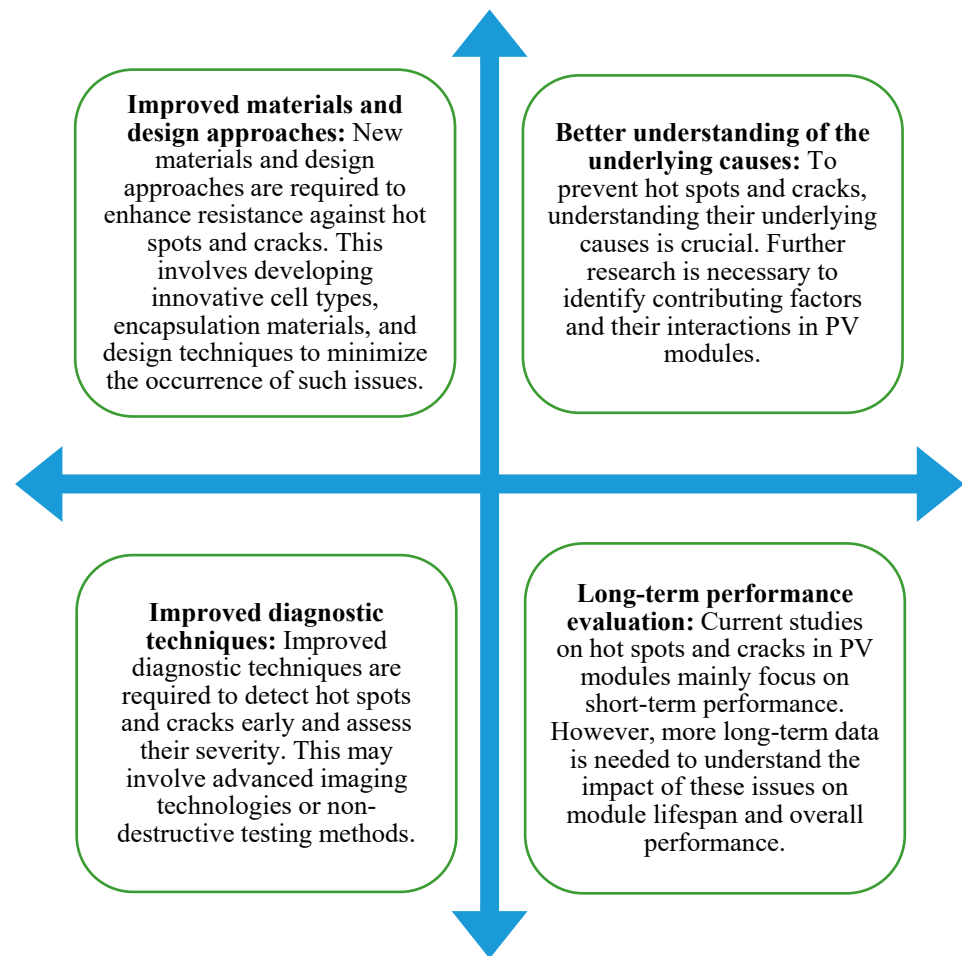 Improved materials and
design approaches: New
materials and design
approaches are required to
enhance resistance against hot
spots and cracks. This
involves developing
innovative cell types,
encapsulation materials, and
design techniques to minimize
the occurrence of such issues.
Better understanding of the
underlying causes: To
prevent hot spots and cracks,
understanding their underlying
causes is crucial. Further
research is necessary to
identify contributing factors
and their interactions in PV
modules.
Improved diagnostic
techniques: Improved
diagnostic techniques are
required to detect hot spots
and cracks early and assess
their severity. This may
involve advanced imaging
technologies or non-
destructive testing methods.
Long-term performance
evaluation: Current studies
on hot spots and cracks in PV
modules mainly focus on
short-term performance.
However, more long-term data
is needed to understand the
impact of these issues on
module lifespan and overall
performance.